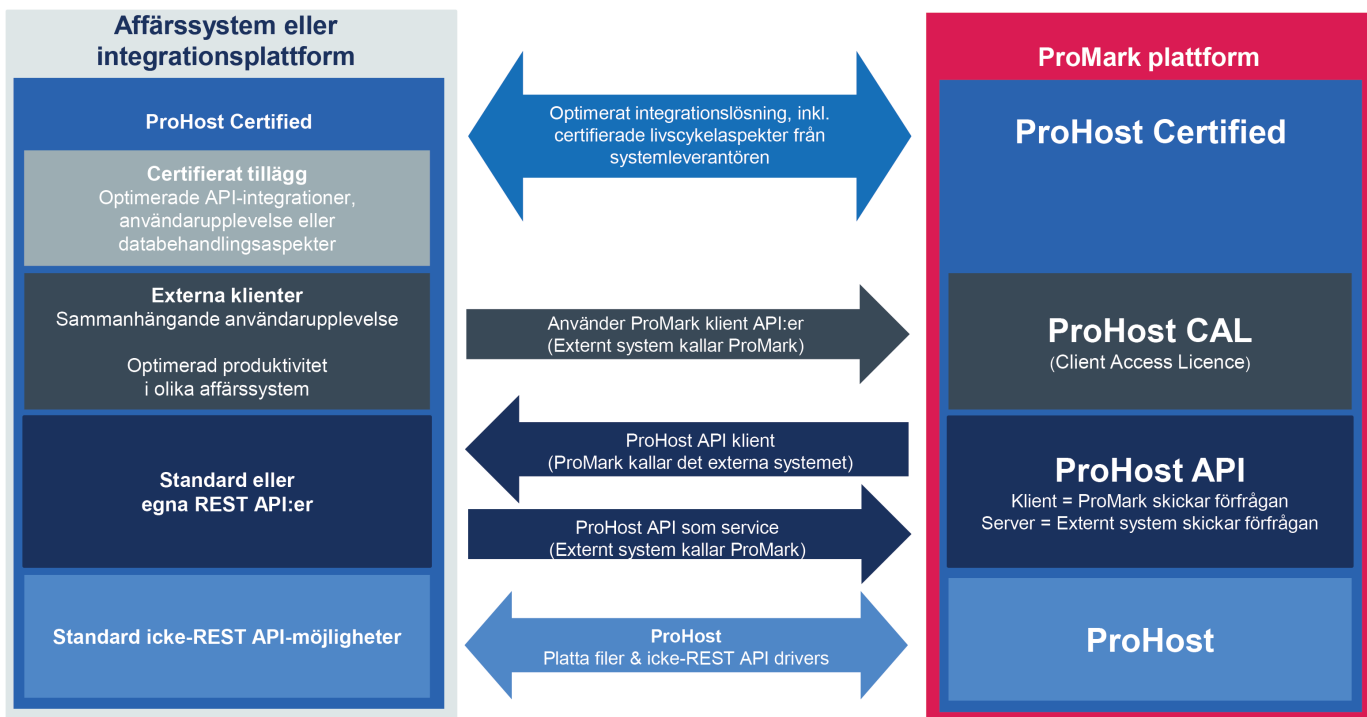 Affärssystem eller
integrationsplattform
ProHost Certified
Certifierat tillägg
Optimerade API-integrationer,
användarupplevelse eller
databehandlingsaspekter
Externa klienter
Sammanhängande användarupplevelse
Optimerad produktivitet
i olika affärssystem
Standard eller
egna REST API:er
Standard icke-REST API-möjligheter
Optimerat integrationslösning, inkl.
certifierade livscykelaspekter från
systemleverantören
Använder ProMark klient API:er
(Externt system kallar ProMark)
ProHost API klient
(ProMark kallar det externa systemet)
ProHost API som service
(Externt system kallar ProMark)
ProHost
Platta filer & icke-REST API drivers
ProMark plattform
ProHost Certified
ProHost CAL
(Client Access Licence)
ProHost API
Klient = ProMark skickar förfrågan
Server = Externt system skickar förfrågan
ProHost